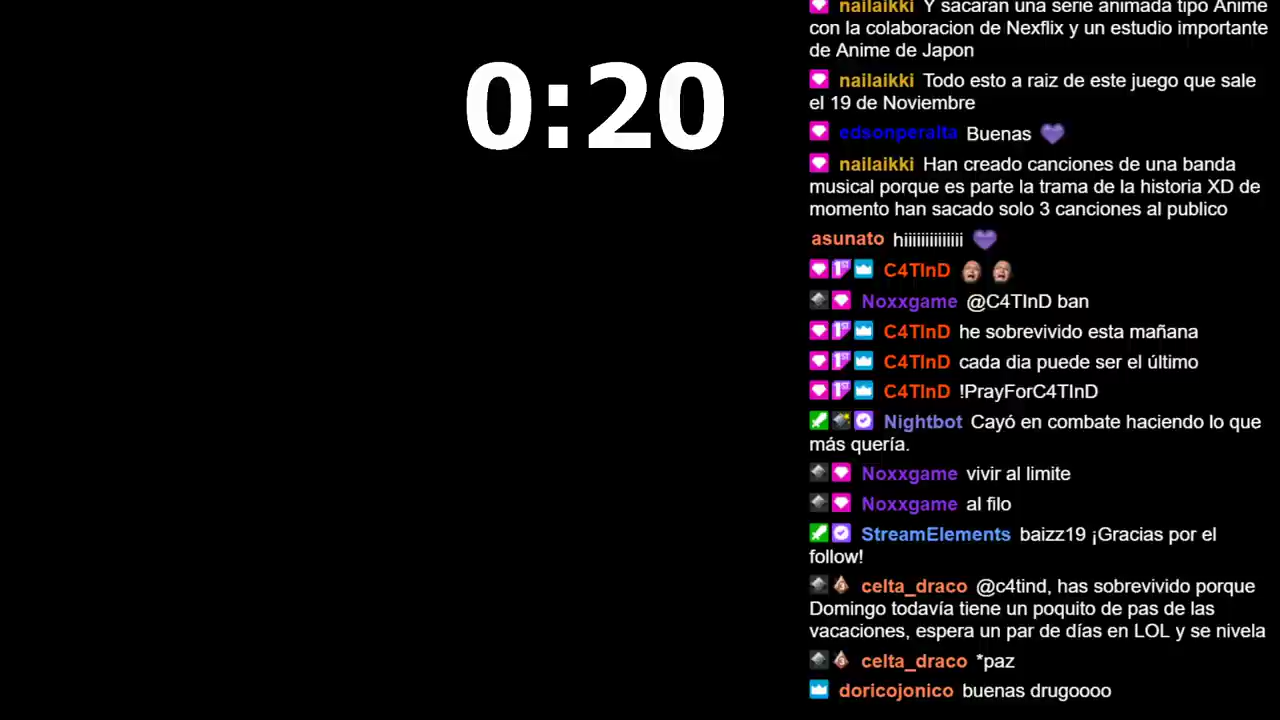 0:20
nailaikki Y sacaran una serie animada tipo Anime
con la colaboracion de Nexflix y un estudio importante
de Anime de Japon
nailaikki Todo esto a raiz de este juego que sale
el 19 de Noviembre
edsonperalta Buenas
nailaikki Han creado canciones de una banda
musical porque es parte la trama de la historia XD de
momento han sacado solo 3 canciones al publico
asunato hiiiiiiiiiiiii
1ST C4TInD
Noxxgame @C4TInD ban
1ST C4TInD he sobrevivido esta mañana
1ST C4TInD cada dia puede ser el último
1ST C4TInD !PrayForC4TInD
Nightbot Cayó en combate haciendo lo que
más quería.
Noxxgame vivir al limite
Noxxgame al filo
StreamElements baizz19 ¡Gracias por el
follow!
celta_draco @c4tind, has sobrevivido porque
Domingo todavía tiene un poquito de pas de las
vacaciones, espera un par de días en LOL y se nivela
celta_draco *paz
doricojonico buenas drugoooo